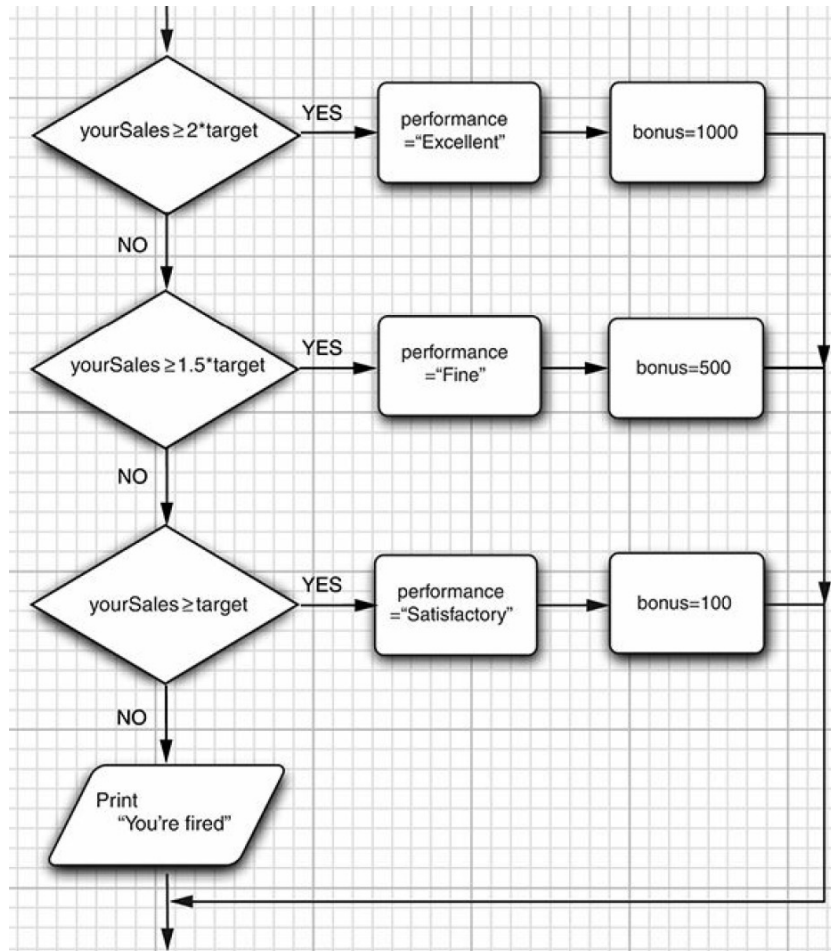 yourSales≥2*target
YES
performance
="Excellent"
bonus=1000
NO
yourSales≥1.5*target
YES
performance
="Fine"
bonus=500
NO
yourSales≥target
YES
performance
="Satisfactory"
bonus=100
NO
Print
"You're fired"